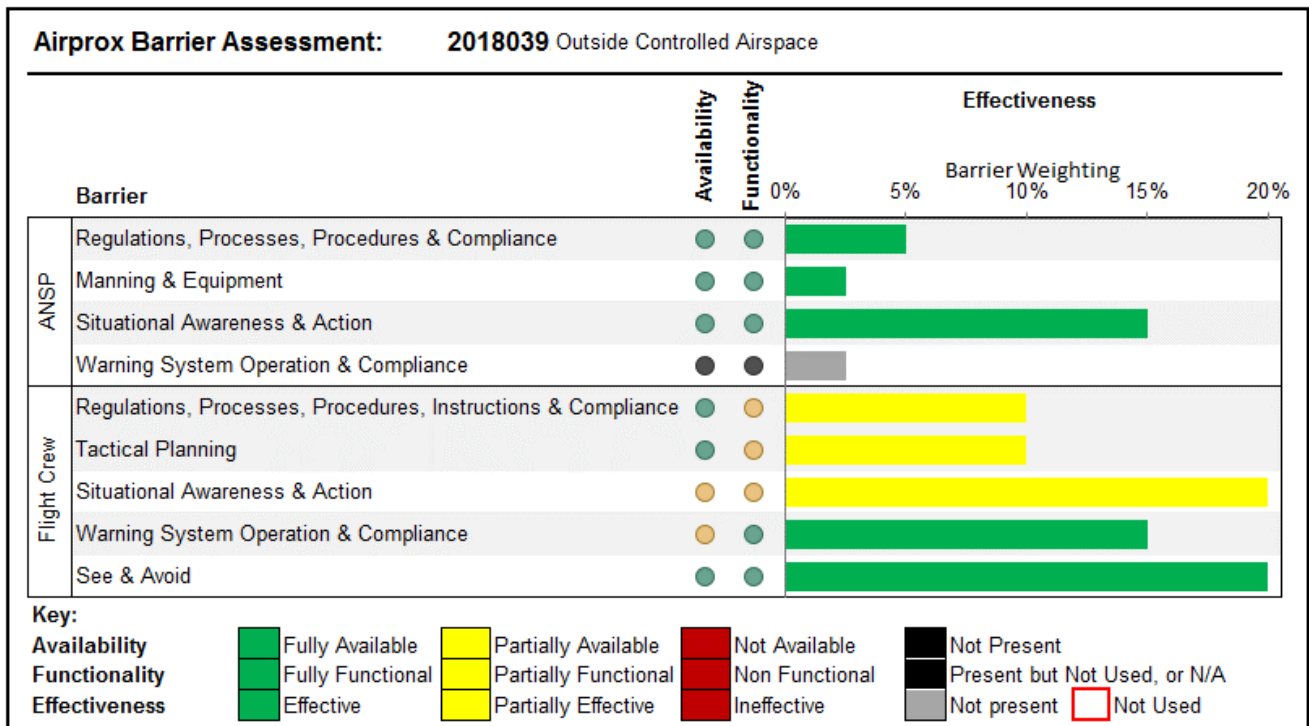 Airprox Barrier Assessment: 2018039 Outside Controlled Airspace
Availability
Functionality
Effectiveness
Barrier Weighting
Barrier
0% 5% 10% 15% 20%
ANSP
Regulations, Processes, Procedures & Compliance
Manning & Equipment
Situational Awareness & Action
Warning System Operation & Compliance
Flight Crew
Regulations, Processes, Procedures, Instructions & Compliance
Tactical Planning
Situational Awareness & Action
Warning System Operation & Compliance
See & Avoid
Key:
Availability Fully Available Partially Available Not Available Not Present
Functionality Fully Functional Partially Functional Non Functional Present but Not Used, or N/A
Effectiveness Effective Partially Effective Ineffective Not present Not Used